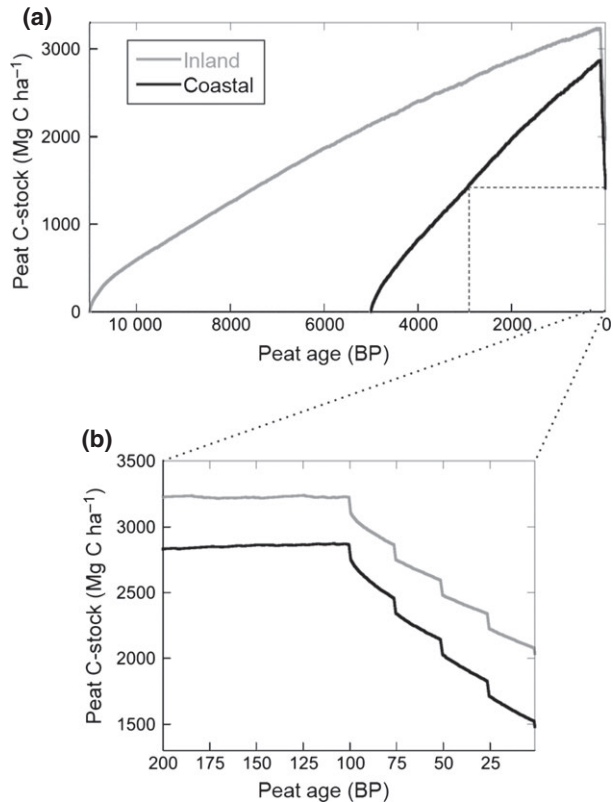 (a)
Inland
Coastal
3000
2000
1000
0
Peat C-stock (Mg C ha⁻¹)
10 000 8000 6000 4000 2000 0
Peat age (BP)
(b)
3500
3000
2500
2000
1500
Peat C-stock (Mg C ha⁻¹)
200 175 150 125 100 75 50 25
Peat age (BP)